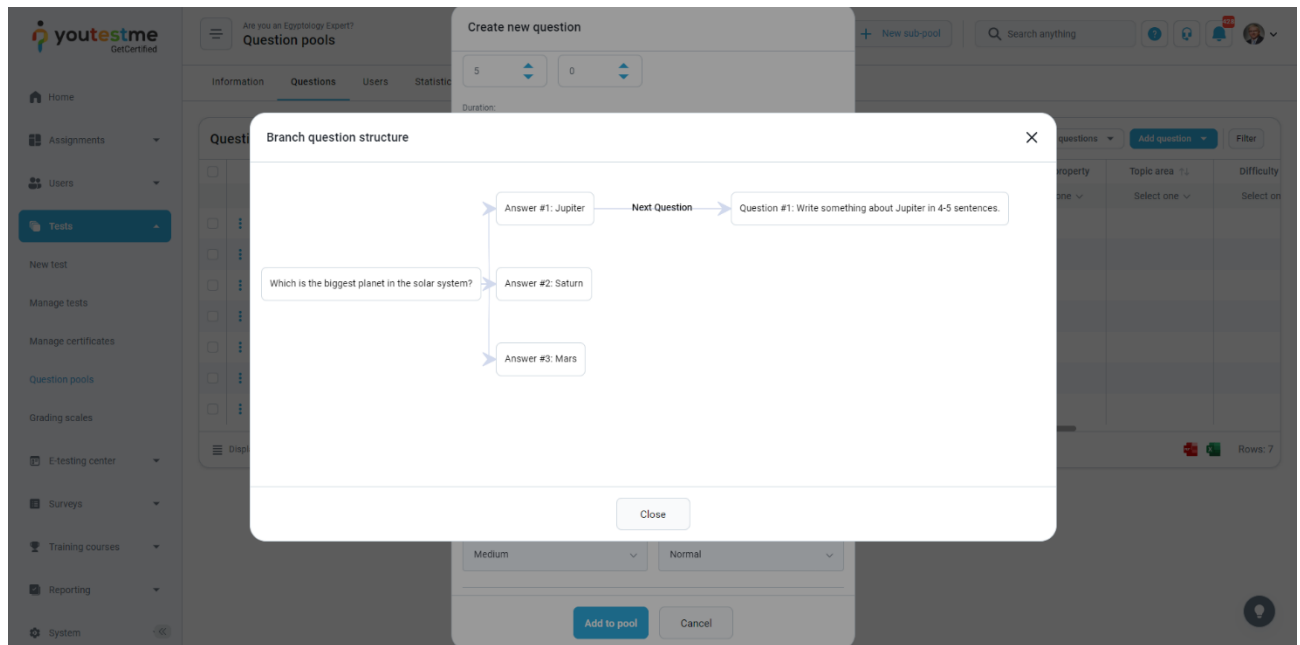 youtestme
GetCertified
Are you an Egyptology Expert?
Question pools
Create new question
New sub-pool
Search anything
Home
Assignments
Users
Tests
New test
Manage tests
Manage certificates
Question pools
Grading scales
E-testing center
Surveys
Training courses
Reporting
System
Information Questions Users Statistic
5 0
Duration:
Questi
questions Add question Filter
roperty Topic area Difficulty
one Select one Select on
Branch question structure
Answer #1: Jupiter Next Question Question #1: Write something about Jupiter in 4-5 sentences.
Which is the biggest planet in the solar system? Answer #2: Saturn
Answer #3: Mars
Close
Displ
Rows: 7
Medium Normal
Add to pool Cancel